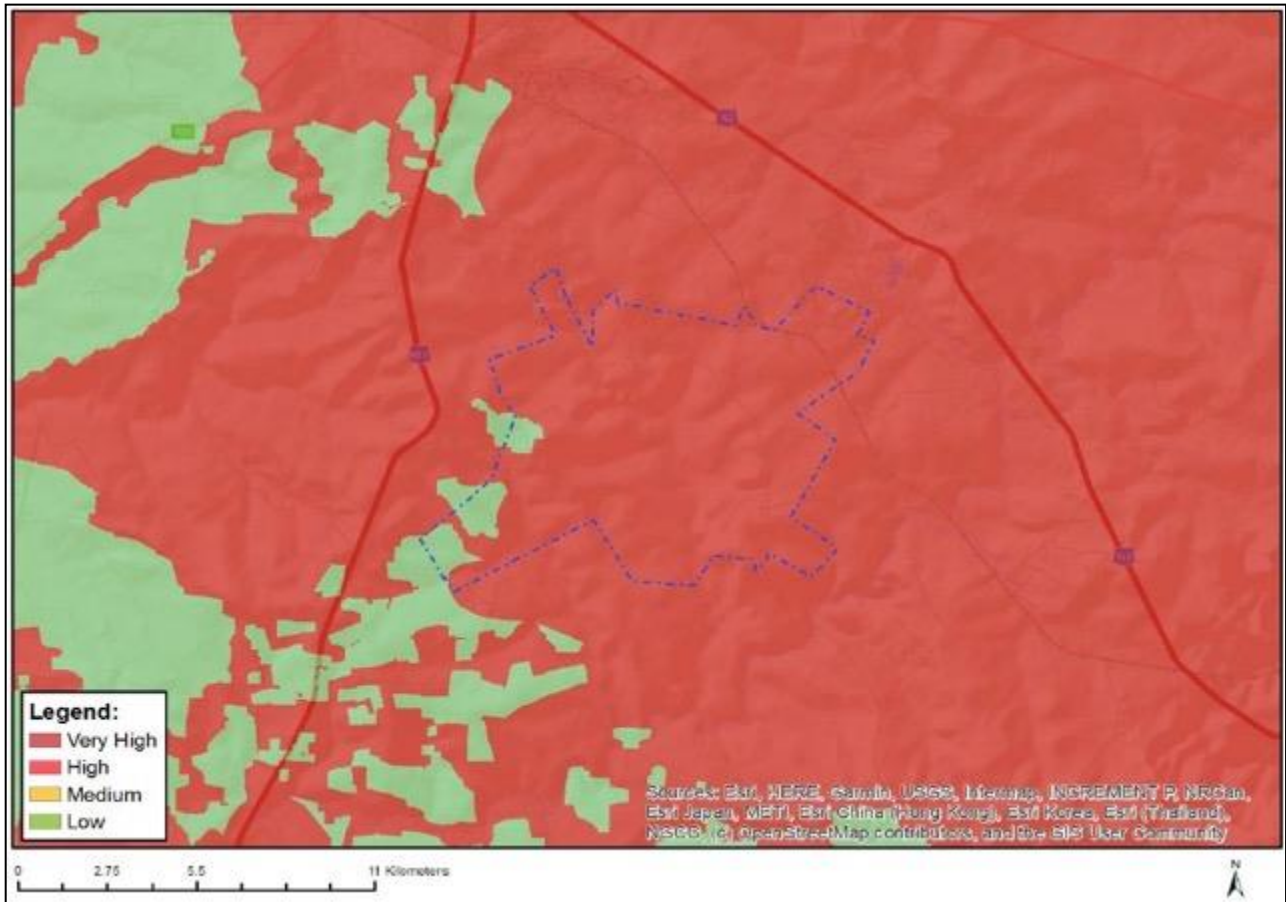 Legend:
Very High
High
Medium
Low
Sources: Esri, HERE, Garmin, USGS, Intermap, INCREMENT P, NRCan,
Esri Japan, METI, Esri China (Hong Kong), Esri Korea, Esri (Thailand),
NGCC, (c) OpenStreetMap contributors, and the GIS User Community
0 2.75 5.5 11 Kilometers
N